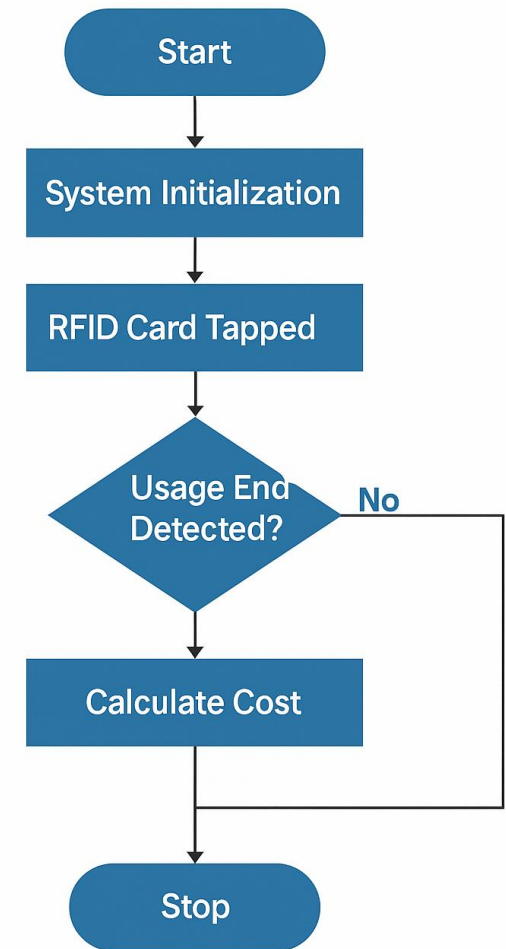 Start
System Initialization
RFID Card Tapped
Usage End
Detected?
No
Calculate Cost
Stop